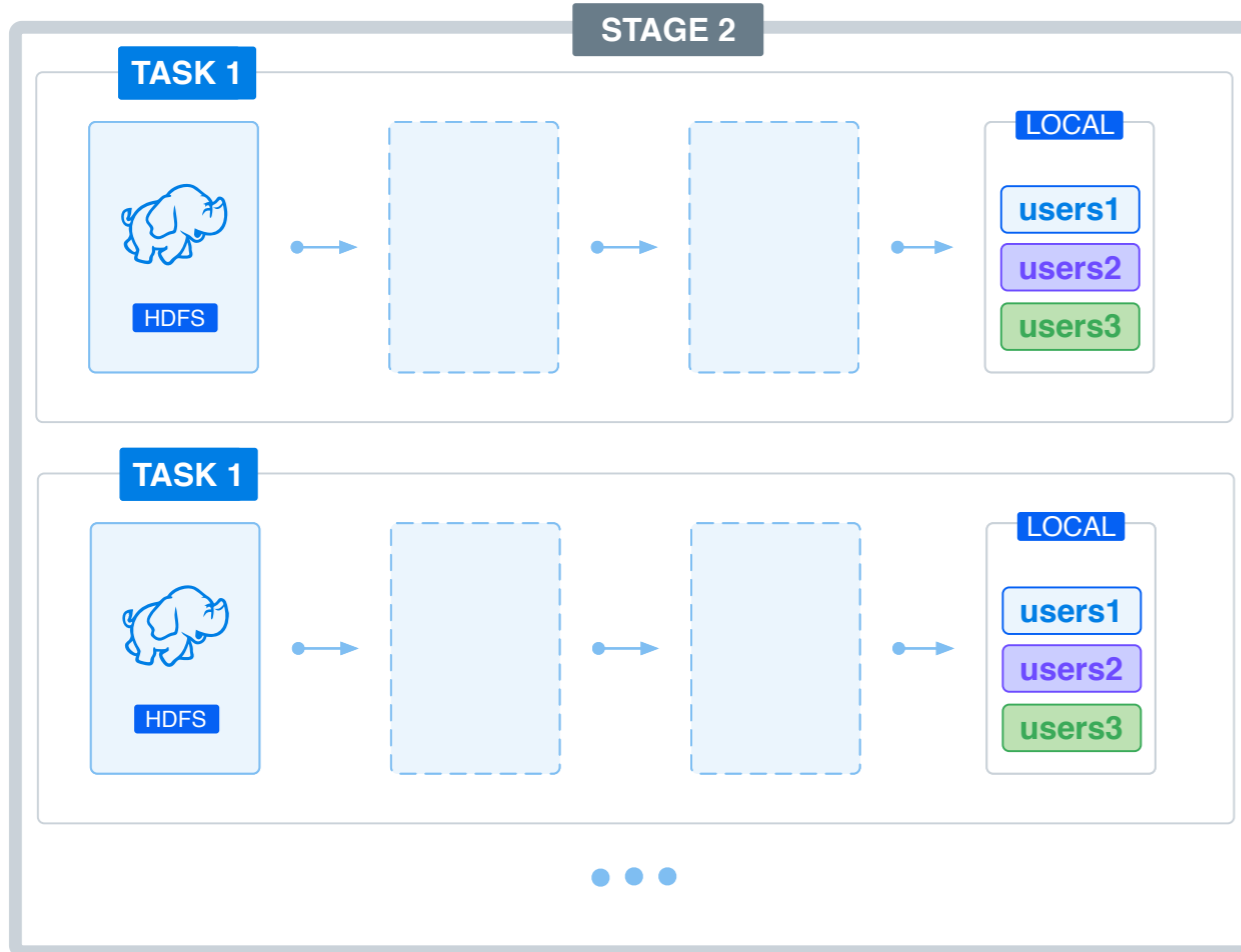 STAGE 2
TASK 1
LOCAL
users1
users2
users3
HDFS
TASK 1
LOCAL
users1
users2
users3
HDFS